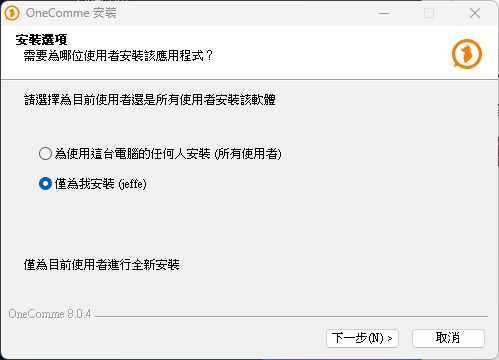 OneComme 安裝
安裝選項
需要為哪位使用者安裝該應用程式？
請選擇為目前使用者還是所有使用者安裝該軟體
為使用這台電腦的任何人安裝 (所有使用者)
僅為我安裝 (jeffe)
僅為目前使用者進行全新安裝
OneComme 8.0.4
下一步(N) >
取消